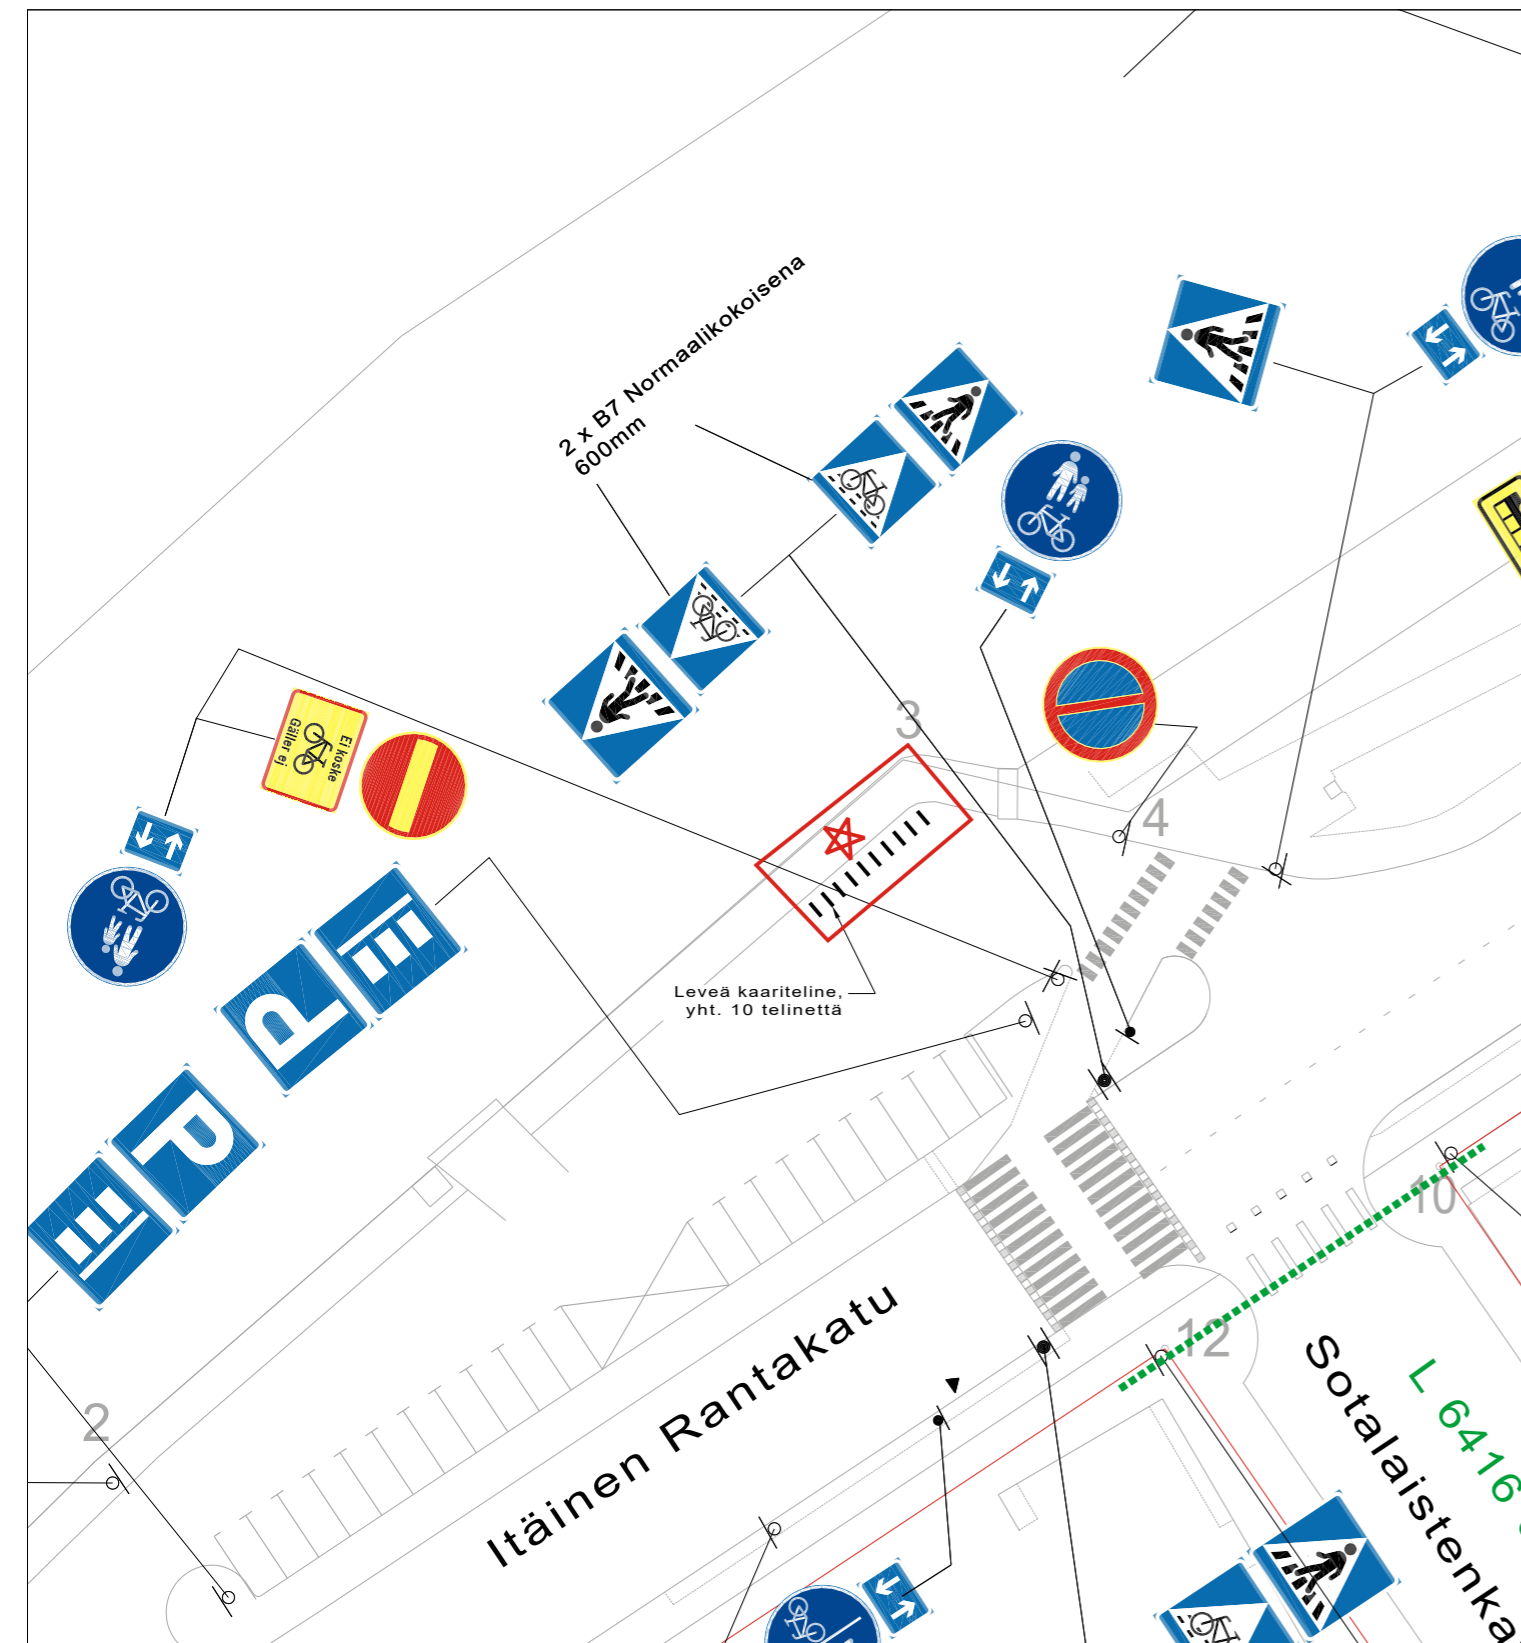 2 x B7 Normaalikokoisena
600mm
3
4
Ei koske
Gäller ej
Leveä kaariteline,
yht. 10 telinettä
P
P
10
12
2
Itäinen Rantakatu
L 6416
Sotalaistenka